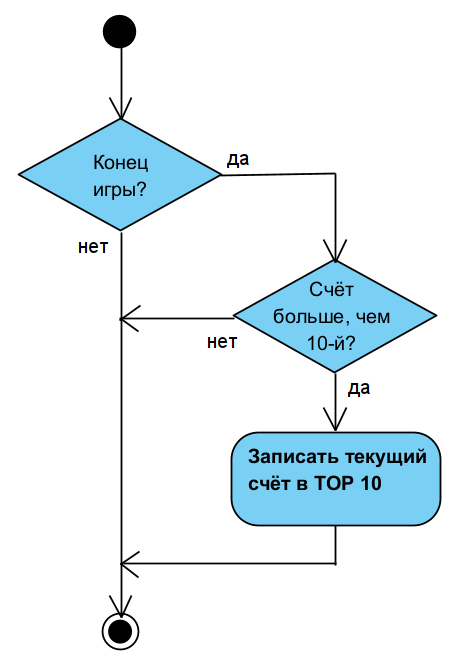 Конец
игры?
да
нет
Счёт
больше, чем
10-й?
нет
да
Записать текущий
счёт в TOP 10